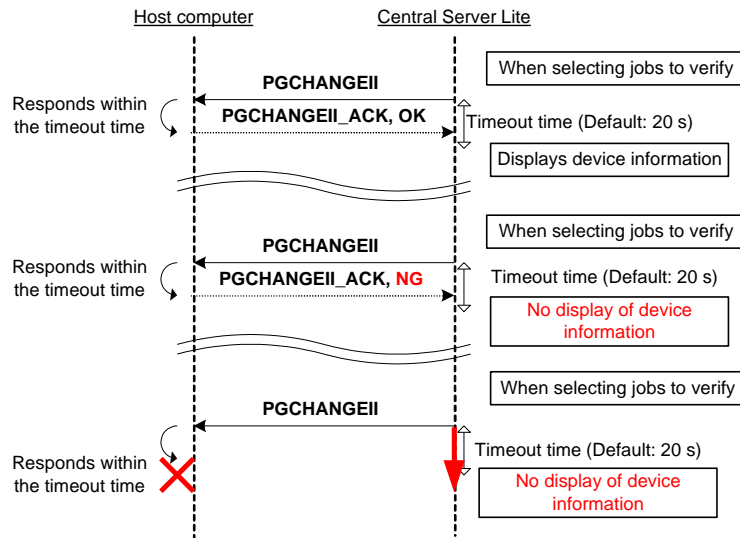 Host computer
Central Server Lite
When selecting jobs to verify
PGCHANGEII
Responds within
the timeout time
PGCHANGEII_ACK, OK
Timeout time (Default: 20 s)
Displays device information
When selecting jobs to verify
PGCHANGEII
Responds within
the timeout time
PGCHANGEII_ACK, NG
Timeout time (Default: 20 s)
No display of device
information
When selecting jobs to verify
PGCHANGEII
Responds within
the timeout time
Timeout time (Default: 20 s)
No display of device
information